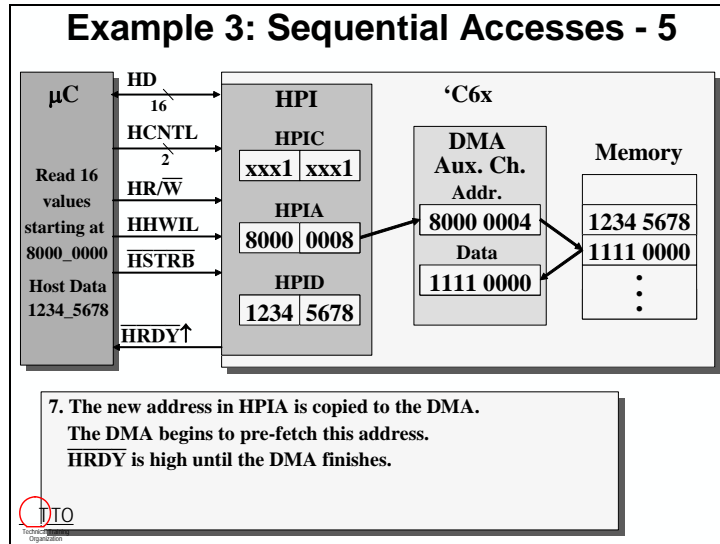 Example 3: Sequential Accesses - 5
μC
Read 16
values
starting at
8000_0000
Host Data
1234_5678
HD
16
HCNTL
2
HR/W̅
HHWIL
H̅S̅T̅R̅B̅
H̅R̅D̅Y̅↑
HPI
HPIC
xxx1 xxx1
HPIA
8000 0008
HPID
1234 5678
‘C6x
DMA
Aux. Ch.
Addr.
8000 0004
Data
1111 0000
Memory
1234 5678
1111 0000
7. The new address in HPIA is copied to the DMA.
The DMA begins to pre-fetch this address.
H̅R̅D̅Y̅ is high until the DMA finishes.
TTO
Technical Training
Organization